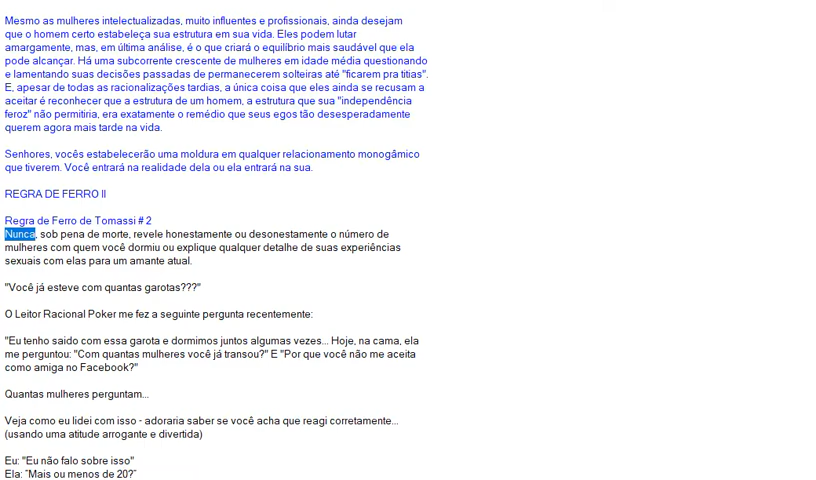 Mesmo as mulheres intelectualizadas, muito influentes e profissionais, ainda desejam
que o homem certo estabeleça sua estrutura em sua vida. Eles podem lutar
amargamente, mas, em última análise, é o que criará o equilíbrio mais saudável que ela
pode alcançar. Há uma subcorrente crescente de mulheres em idade média questionando
e lamentando suas decisões passadas de permanecerem solteiras até "ficarem pra titias".
E, apesar de todas as racionalizações tardias, a única coisa que eles ainda se recusam a
aceitar é reconhecer que a estrutura de um homem, a estrutura que sua "independência
feroz" não permitiria, era exatamente o remédio que seus egos tão desesperadamente
querem agora mais tarde na vida.
Senhores, vocês estabelecerão uma moldura em qualquer relacionamento monogâmico
que tiverem. Você entrará na realidade dela ou ela entrará na sua.
REGRA DE FERRO II
Regra de Ferro de Tomassi # 2
Nunca, sob pena de morte, revele honestamente ou desonestamente o número de
mulheres com quem você dormiu ou explique qualquer detalhe de suas experiências
sexuais com elas para um amante atual.
"Você já esteve com quantas garotas???"
O Leitor Racional Poker me fez a seguinte pergunta recentemente:
"Eu tenho saido com essa garota e dormimos juntos algumas vezes... Hoje, na cama, ela
me perguntou: "Com quantas mulheres você já transou?" E "Por que você não me aceita
como amiga no Facebook?"
Quantas mulheres perguntam...
Veja como eu lidei com isso - adoraria saber se você acha que reagi corretamente...
(usando uma atitude arrogante e divertida)
Eu: "Eu não falo sobre isso"
Ela: "Mais ou menos de 20?"